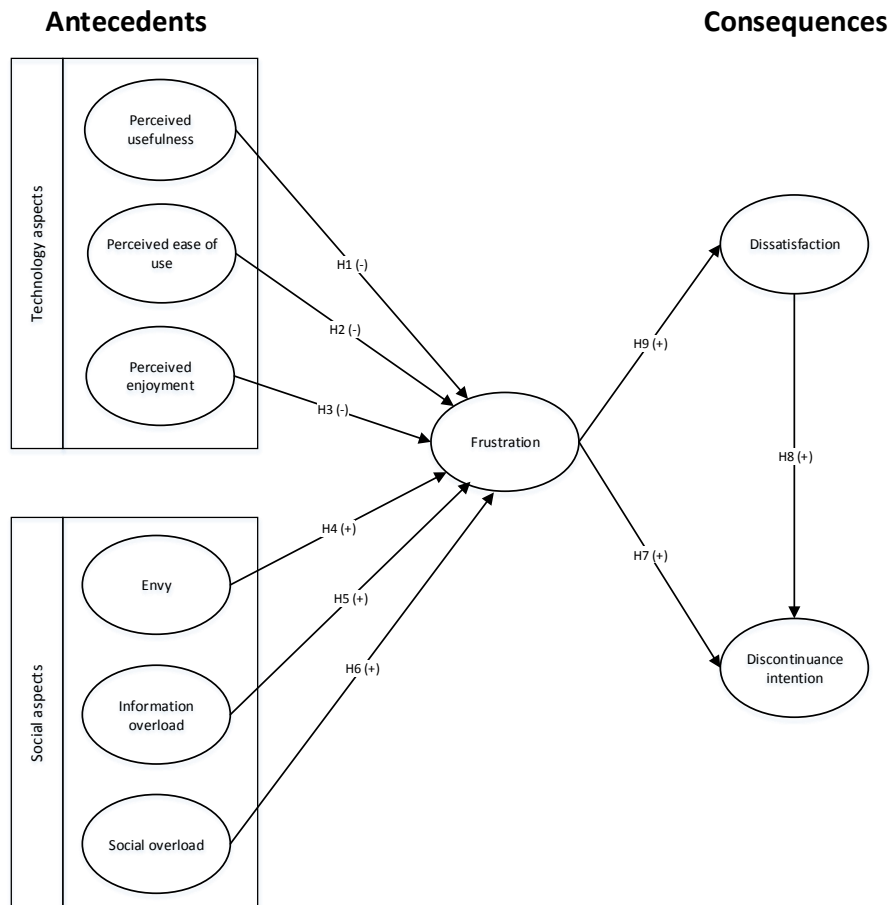 Antecedents
Consequences
Technology aspects
Perceived
usefulness
Perceived ease of
use
Perceived
enjoyment
H1 (-)
H2 (-)
H3 (-)
Frustration
Dissatisfaction
H9 (+)
H8 (+)
H7 (+)
Discontinuance
intention
Social aspects
Envy
Information
overload
Social overload
H4 (+)
H5 (+)
H6 (+)